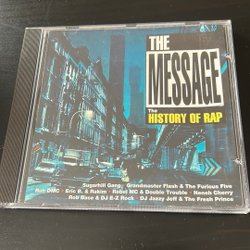 THE
MESSAGE
The
HISTORY OF RAP
Sugarhill Gang · Grandmaster Flash & The Furious Five
Run DMC · Eric B. & Rakim · Rebel MC & Double Trouble · Neneh Cherry
Rob Base & DJ E-Z Rock · DJ Jazzy Jeff & The Fresh Prince